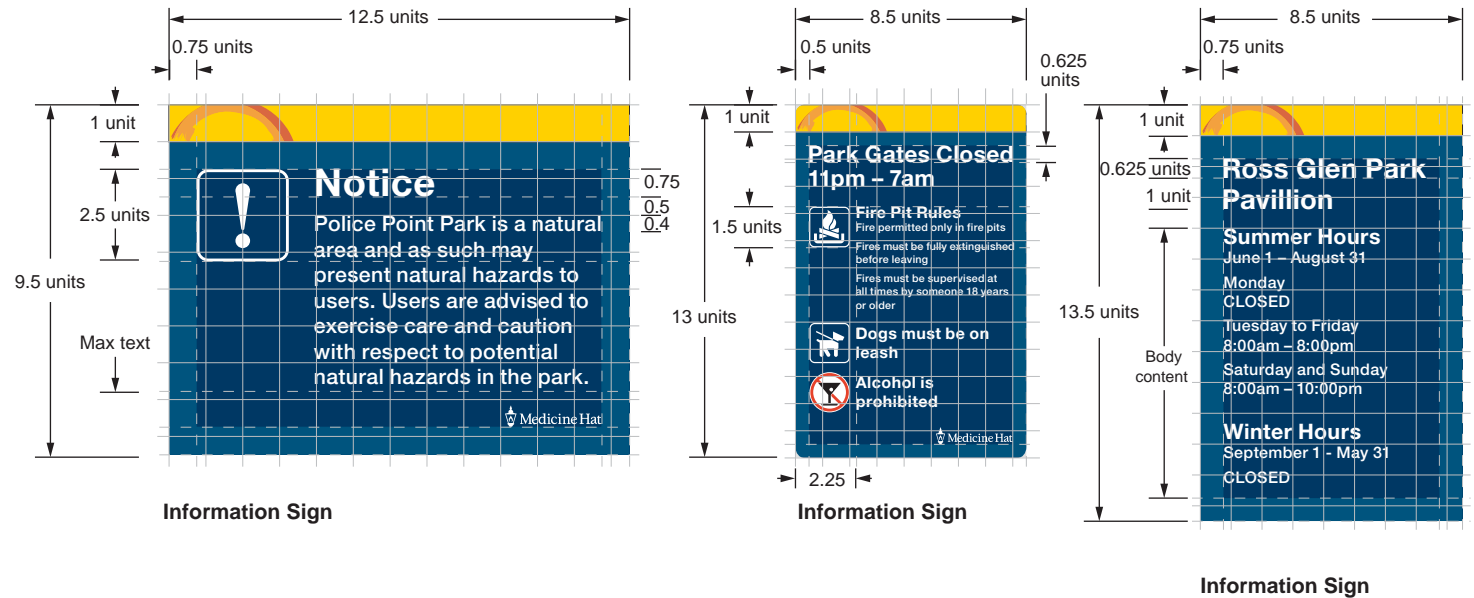 12.5 units
0.75 units
1 unit
2.5 units
9.5 units
Max text
Notice
Police Point Park is a natural
area and as such may
present natural hazards to
users. Users are advised to
exercise care and caution
with respect to potential
natural hazards in the park.
Medicine Hat
0.75
0.5
0.4
Information Sign
8.5 units
0.5 units
0.625
units
1 unit
1.5 units
13 units
Park Gates Closed
11pm – 7am
Fire Pit Rules
Fire permitted only in fire pits
Fires must be fully extinguished
before leaving
Fires must be supervised at
all times by someone 18 years
or older
Dogs must be on
leash
Alcohol is
prohibited
Medicine Hat
2.25
Information Sign
8.5 units
0.75 units
1 unit
0.625 units
1 unit
13.5 units
Body
content
Ross Glen Park
Pavillion
Summer Hours
June 1 – August 31
Monday
CLOSED
Tuesday to Friday
8:00am – 8:00pm
Saturday and Sunday
8:00am – 10:00pm
Winter Hours
September 1 - May 31
CLOSED
Information Sign